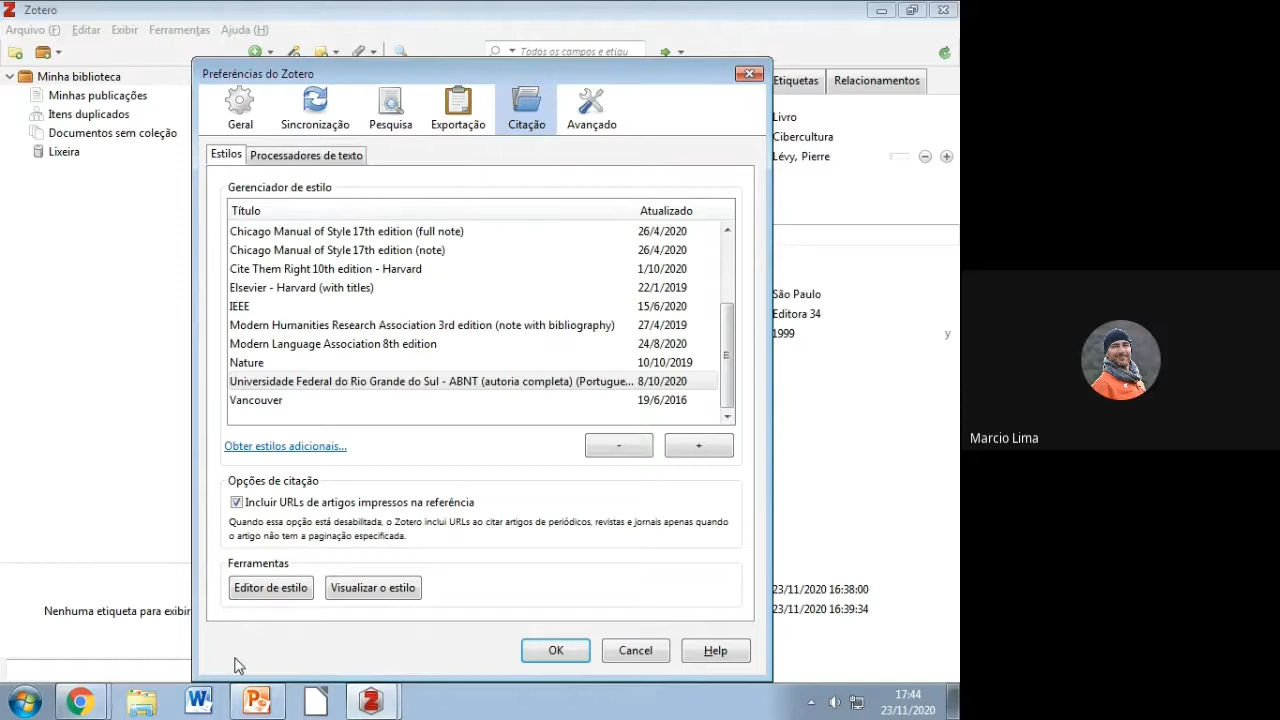 Zotero
Arquivo (F) Editar Exibir Ferramentas Ajuda (H)
Todos os campos e etiqu
Minha biblioteca
Minhas publicações
Itens duplicados
Documentos sem coleção
Lixeira
Nenhuma etiqueta para exibir
Preferências do Zotero
Geral Sincronização Pesquisa Exportação Citação Avançado
Estilos Processadores de texto
Gerenciador de estilo
Título Atualizado
Chicago Manual of Style 17th edition (full note) 26/4/2020
Chicago Manual of Style 17th edition (note) 26/4/2020
Cite Them Right 10th edition - Harvard 1/10/2020
Elsevier - Harvard (with titles) 22/1/2019
IEEE 15/6/2020
Modern Humanities Research Association 3rd edition (note with bibliography) 27/4/2019
Modern Language Association 8th edition 24/8/2020
Nature 10/10/2019
Universidade Federal do Rio Grande do Sul - ABNT (autoria completa) (Portugue... 8/10/2020
Vancouver 19/6/2016
Obter estilos adicionais...
- +
Opções de citação
Incluir URLs de artigos impressos na referência
Quando essa opção está desabilitada, o Zotero inclui URLs ao citar artigos de periódicos, revistas e jornais apenas quando
o artigo não tem a paginação especificada.
Ferramentas
Editor de estilo Visualizar o estilo
OK Cancel Help
Etiquetas Relacionamentos
Livro
Cibercultura
Lévy, Pierre
São Paulo
Editora 34
1999 y
23/11/2020 16:38:00
23/11/2020 16:39:34
Marcio Lima
17:44
23/11/2020